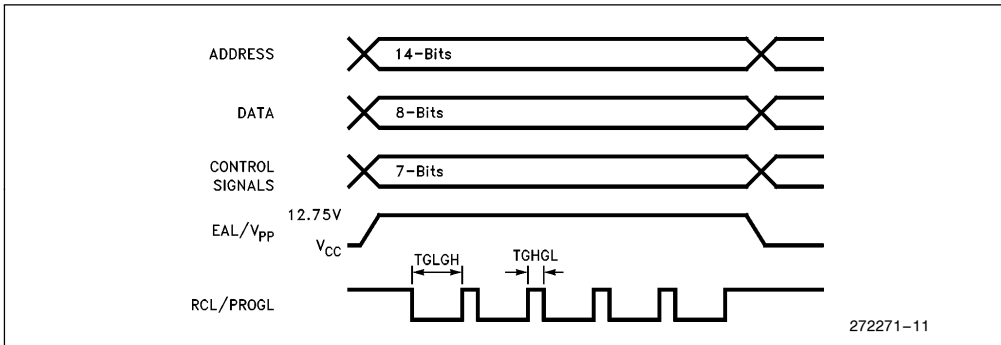 ADDRESS
14-Bits
DATA
8-Bits
CONTROL
SIGNALS
7-Bits
12.75V
EAL/VPP
VCC
TGLGH
TGHGL
RCL/PROGL
272271-11